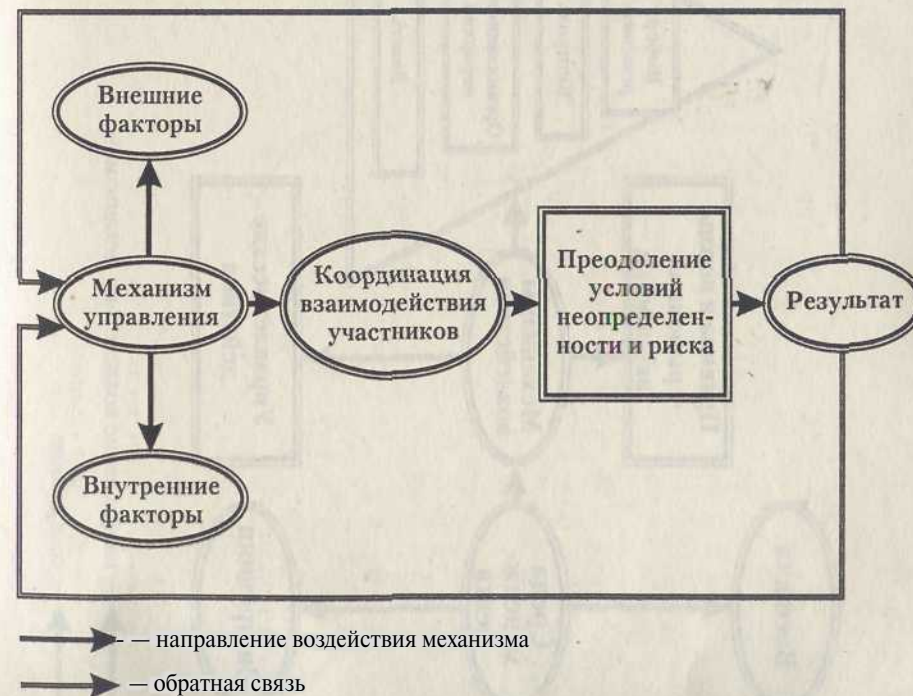 Внешние
факторы
Механизм
управления
Координация
взаимодействия
участников
Преодоление
условий
неопределен-
ности и риска
Результат
Внутренние
факторы
- — направление воздействия механизма
— обратная связь